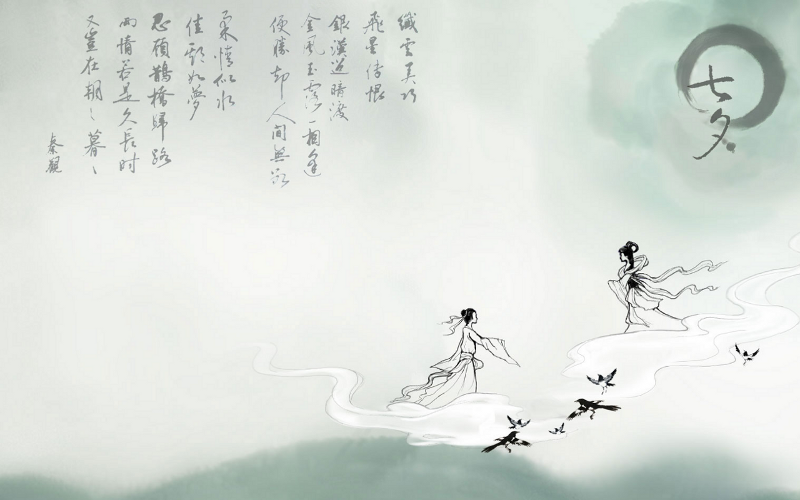 七夕
纖雲弄巧
飛星傳恨
銀漢迢迢暗渡
金風玉露一相逢
便勝却人間無數
柔情似水
佳期如夢
忍顧鵲橋歸路
兩情若是久長時
又豈在朝々暮々
秦觀